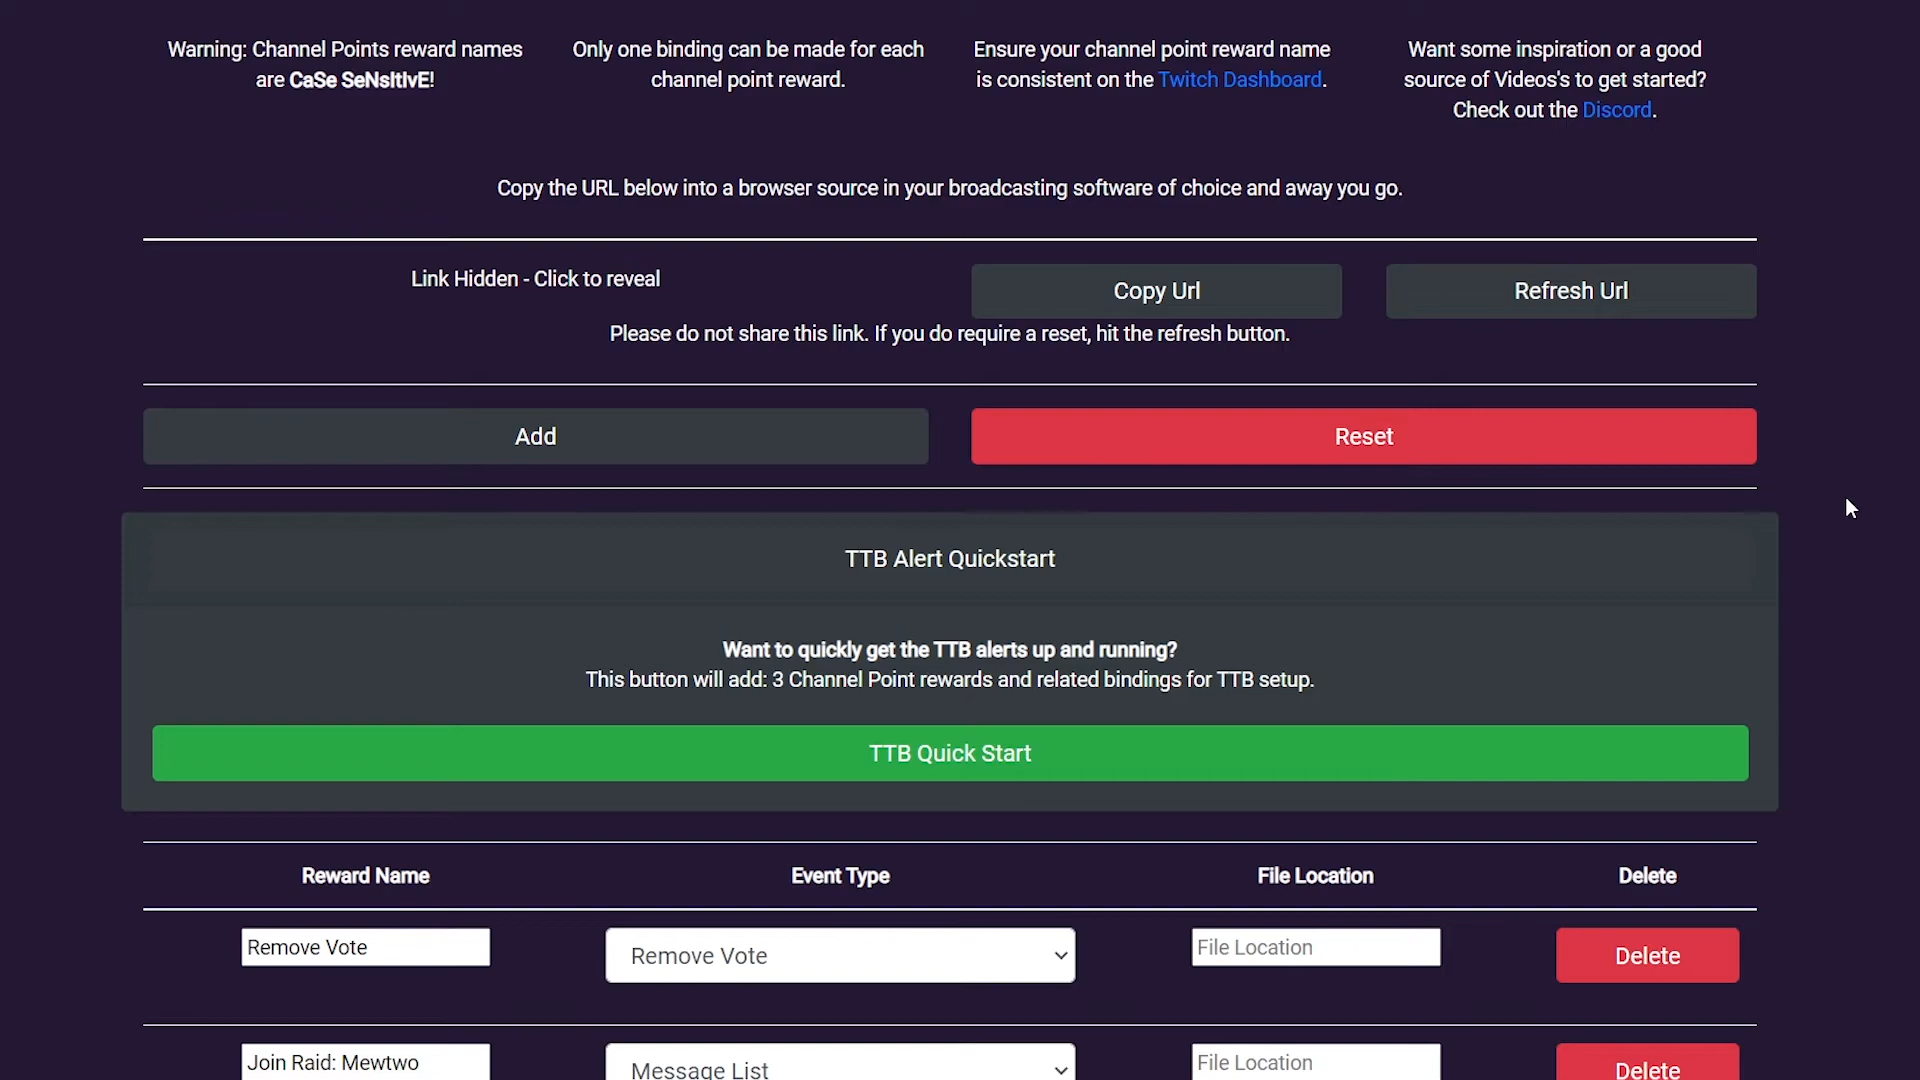 Warning: Channel Points reward names
are CaSe SeNsItIvE!
Only one binding can be made for each
channel point reward.
Ensure your channel point reward name
is consistent on the Twitch Dashboard.
Want some inspiration or a good
source of Videos's to get started?
Check out the Discord.
Copy the URL below into a browser source in your broadcasting software of choice and away you go.
Link Hidden - Click to reveal
Copy Url
Refresh Url
Please do not share this link. If you do require a reset, hit the refresh button.
Add
Reset
TTB Alert Quickstart
Want to quickly get the TTB alerts up and running?
This button will add: 3 Channel Point rewards and related bindings for TTB setup.
TTB Quick Start
Reward Name
Event Type
File Location
Delete
Remove Vote
Remove Vote
File Location
Delete
Join Raid: Mewtwo
Message List
File Location
Delete